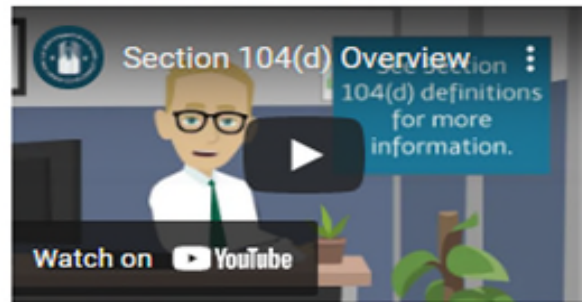 Section 104(d) Overview
See Section
104(d) definitions
for more
information.
Watch on YouTube